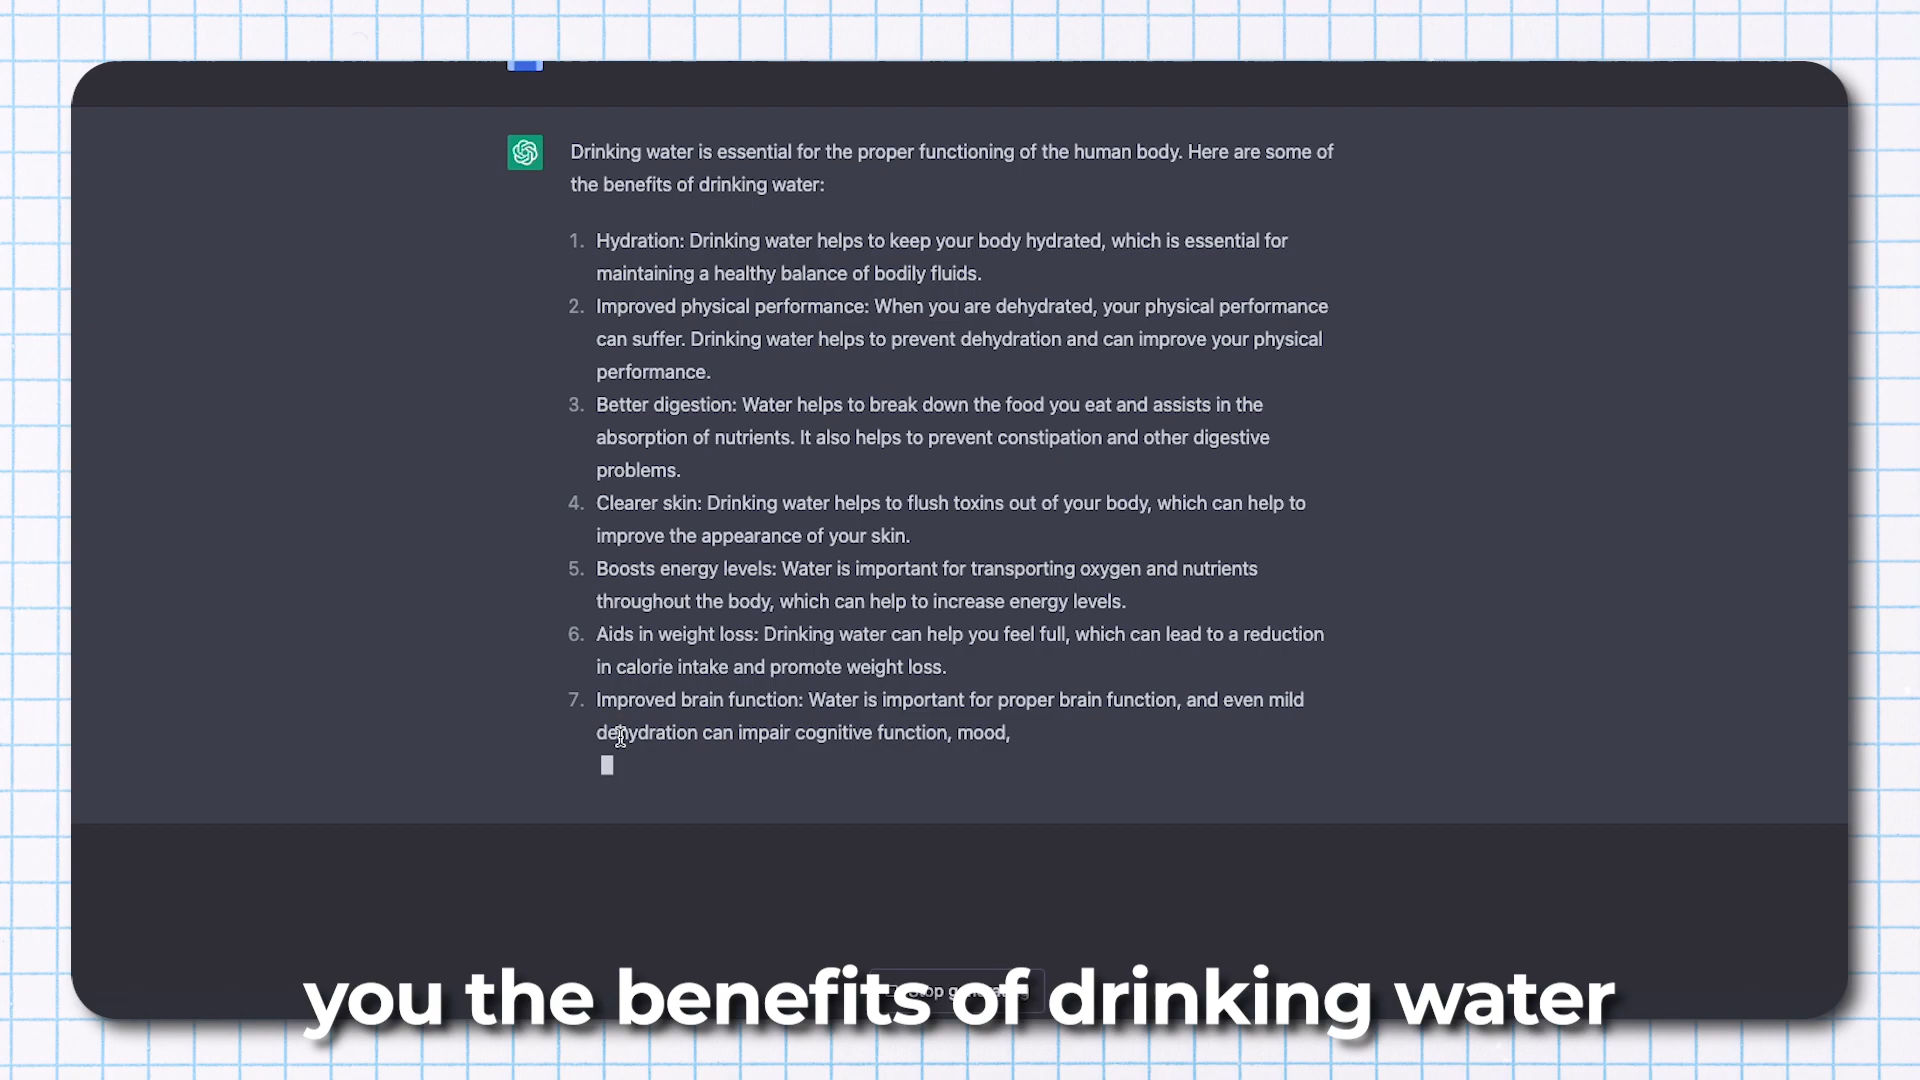 Drinking water is essential for the proper functioning of the human body. Here are some of
the benefits of drinking water:
1. Hydration: Drinking water helps to keep your body hydrated, which is essential for
maintaining a healthy balance of bodily fluids.
2. Improved physical performance: When you are dehydrated, your physical performance
can suffer. Drinking water helps to prevent dehydration and can improve your physical
performance.
3. Better digestion: Water helps to break down the food you eat and assists in the
absorption of nutrients. It also helps to prevent constipation and other digestive
problems.
4. Clearer skin: Drinking water helps to flush toxins out of your body, which can help to
improve the appearance of your skin.
5. Boosts energy levels: Water is important for transporting oxygen and nutrients
throughout the body, which can help to increase energy levels.
6. Aids in weight loss: Drinking water can help you feel full, which can lead to a reduction
in calorie intake and promote weight loss.
7. Improved brain function: Water is important for proper brain function, and even mild
dehydration can impair cognitive function, mood,
you the benefits of drinking water